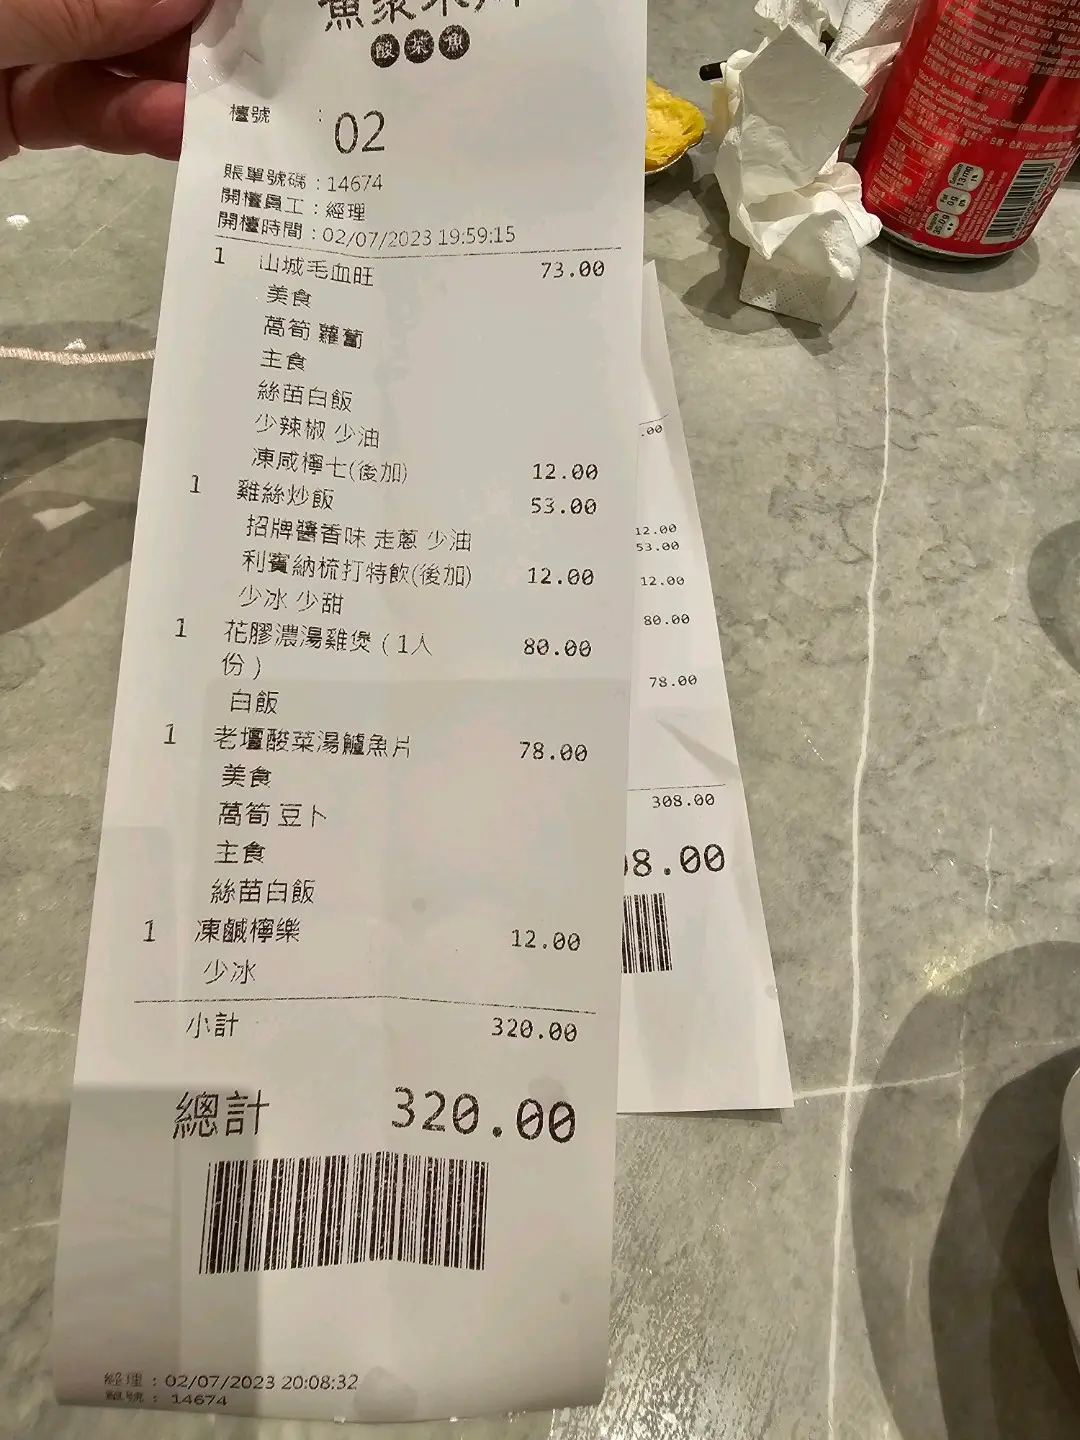 酸菜魚
檯號 : 02
賬單號碼 : 14674
開檯員工 : 經理
開檯時間 : 02/07/2023 19:59:15
1 山城毛血旺 73.00
美食
萵筍 蘿蔔
主食
絲苗白飯
少辣椒 少油
凍咸檸七(後加) 12.00
1 雞絲炒飯 53.00
招牌醬香味 走蔥 少油
利賓納梳打特飲(後加) 12.00
少冰 少甜
1 花膠濃湯雞煲 ( 1人 80.00
份 )
白飯
1 老壇酸菜湯鱸魚片 78.00
美食
萵筍 豆卜
主食
絲苗白飯
1 凍鹹檸樂 12.00
少冰
小計 320.00
總計 320.00
經理 : 02/07/2023 20:08:32
單號 : 14674
.00
12.00
53.00
12.00
80.00
78.00
308.00
08.00